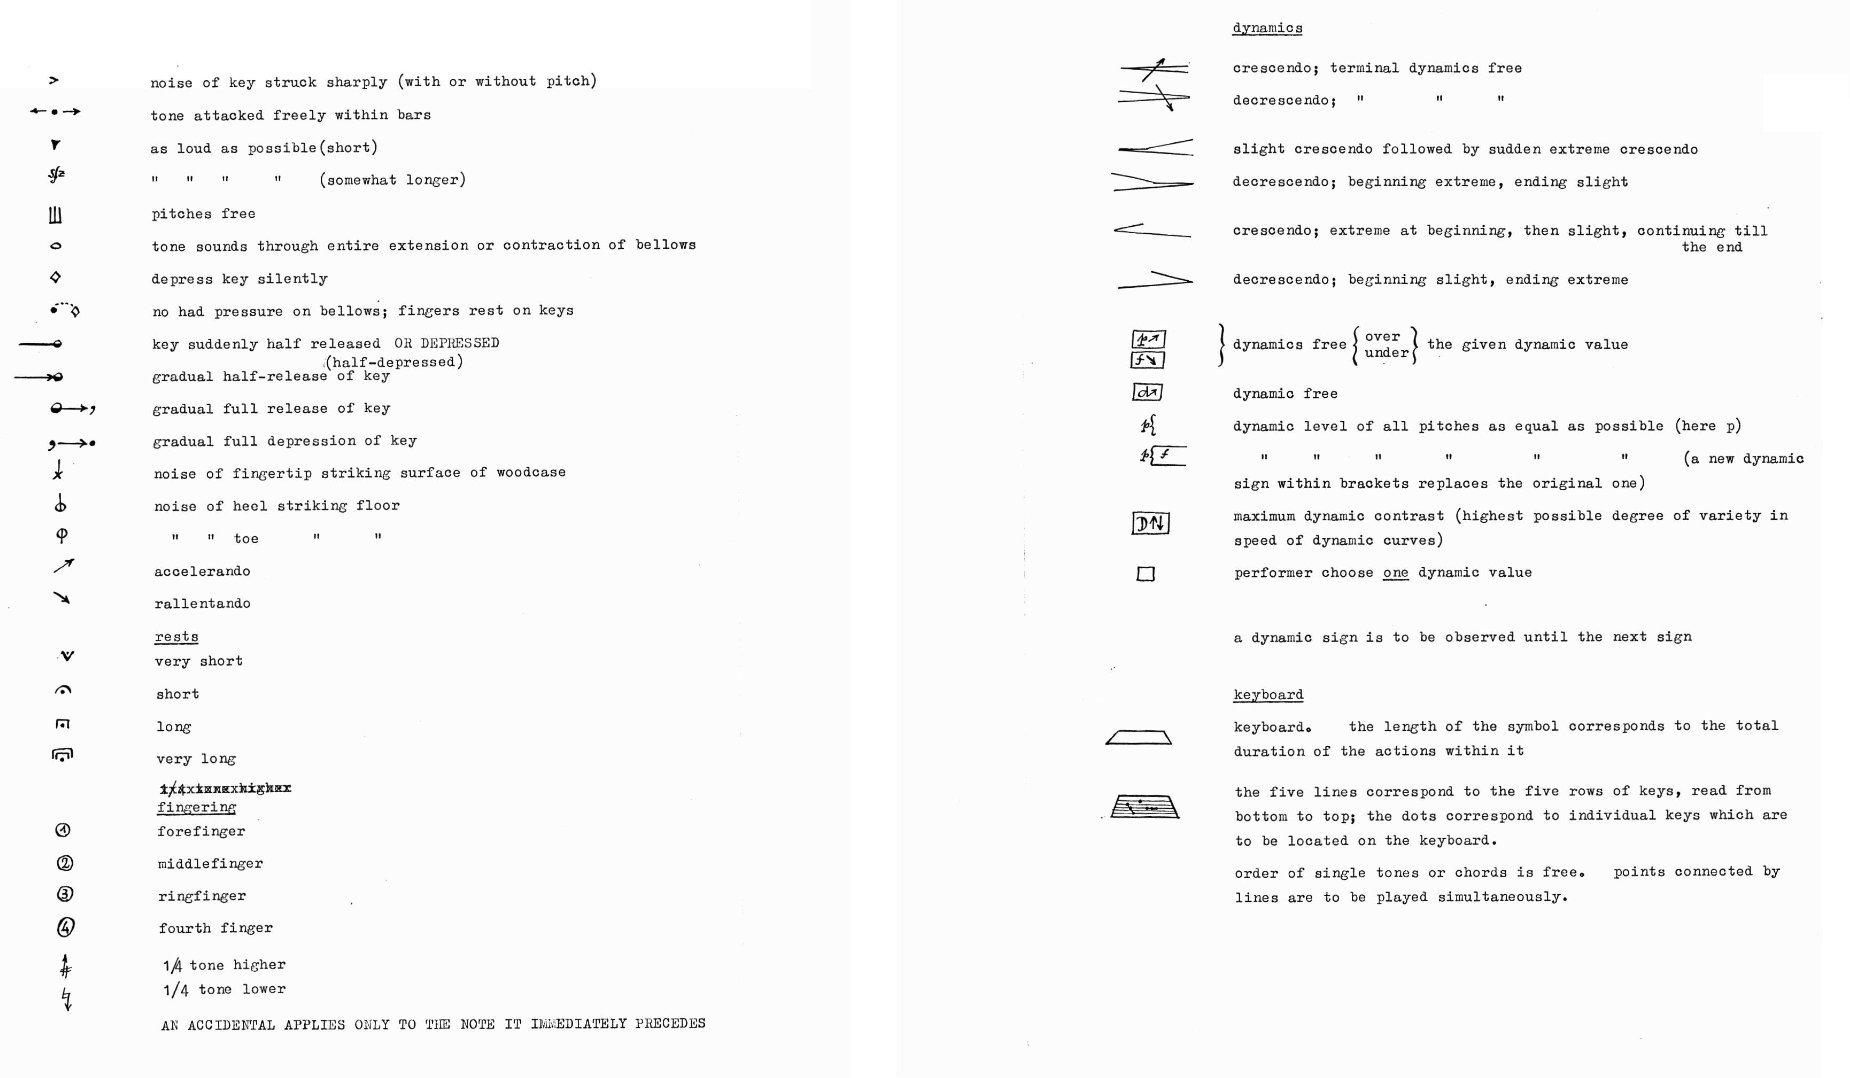 > noise of key struck sharply (with or without pitch)
tone attacked freely within bars
as loud as possible(short)
sfz " " " " (somewhat longer)
pitches free
tone sounds through entire extension or contraction of bellows
depress key silently
no had pressure on bellows; fingers rest on keys
key suddenly half released OR DEPRESSED
(half-depressed)
gradual half-release of key
gradual full release of key
gradual full depression of key
noise of fingertip striking surface of woodcase
noise of heel striking floor
" " toe " "
accelerando
rallentando
rests
very short
short
long
very long
fingering
1 forefinger
2 middlefinger
3 ringfinger
4 fourth finger
1/4 tone higher
1/4 tone lower
AN ACCIDENTAL APPLIES ONLY TO THE NOTE IT IMMEDIATELY PRECEDES
dynamics
crescendo; terminal dynamics free
decrescendo; " " "
slight crescendo followed by sudden extreme crescendo
decrescendo; beginning extreme, ending slight
crescendo; extreme at beginning, then slight, continuing till
the end
decrescendo; beginning slight, ending extreme
p↗ } dynamics free { over } the given dynamic value
f↘ under
d↗ dynamic free
p{ dynamic level of all pitches as equal as possible (here p)
p{ f " " " " " " (a new dynamic
sign within brackets replaces the original one)
D↑↓ maximum dynamic contrast (highest possible degree of variety in
speed of dynamic curves)
performer choose one dynamic value
a dynamic sign is to be observed until the next sign
keyboard
keyboard. the length of the symbol corresponds to the total
duration of the actions within it
the five lines correspond to the five rows of keys, read from
bottom to top; the dots correspond to individual keys which are
to be located on the keyboard.
order of single tones or chords is free. points connected by
lines are to be played simultaneously.